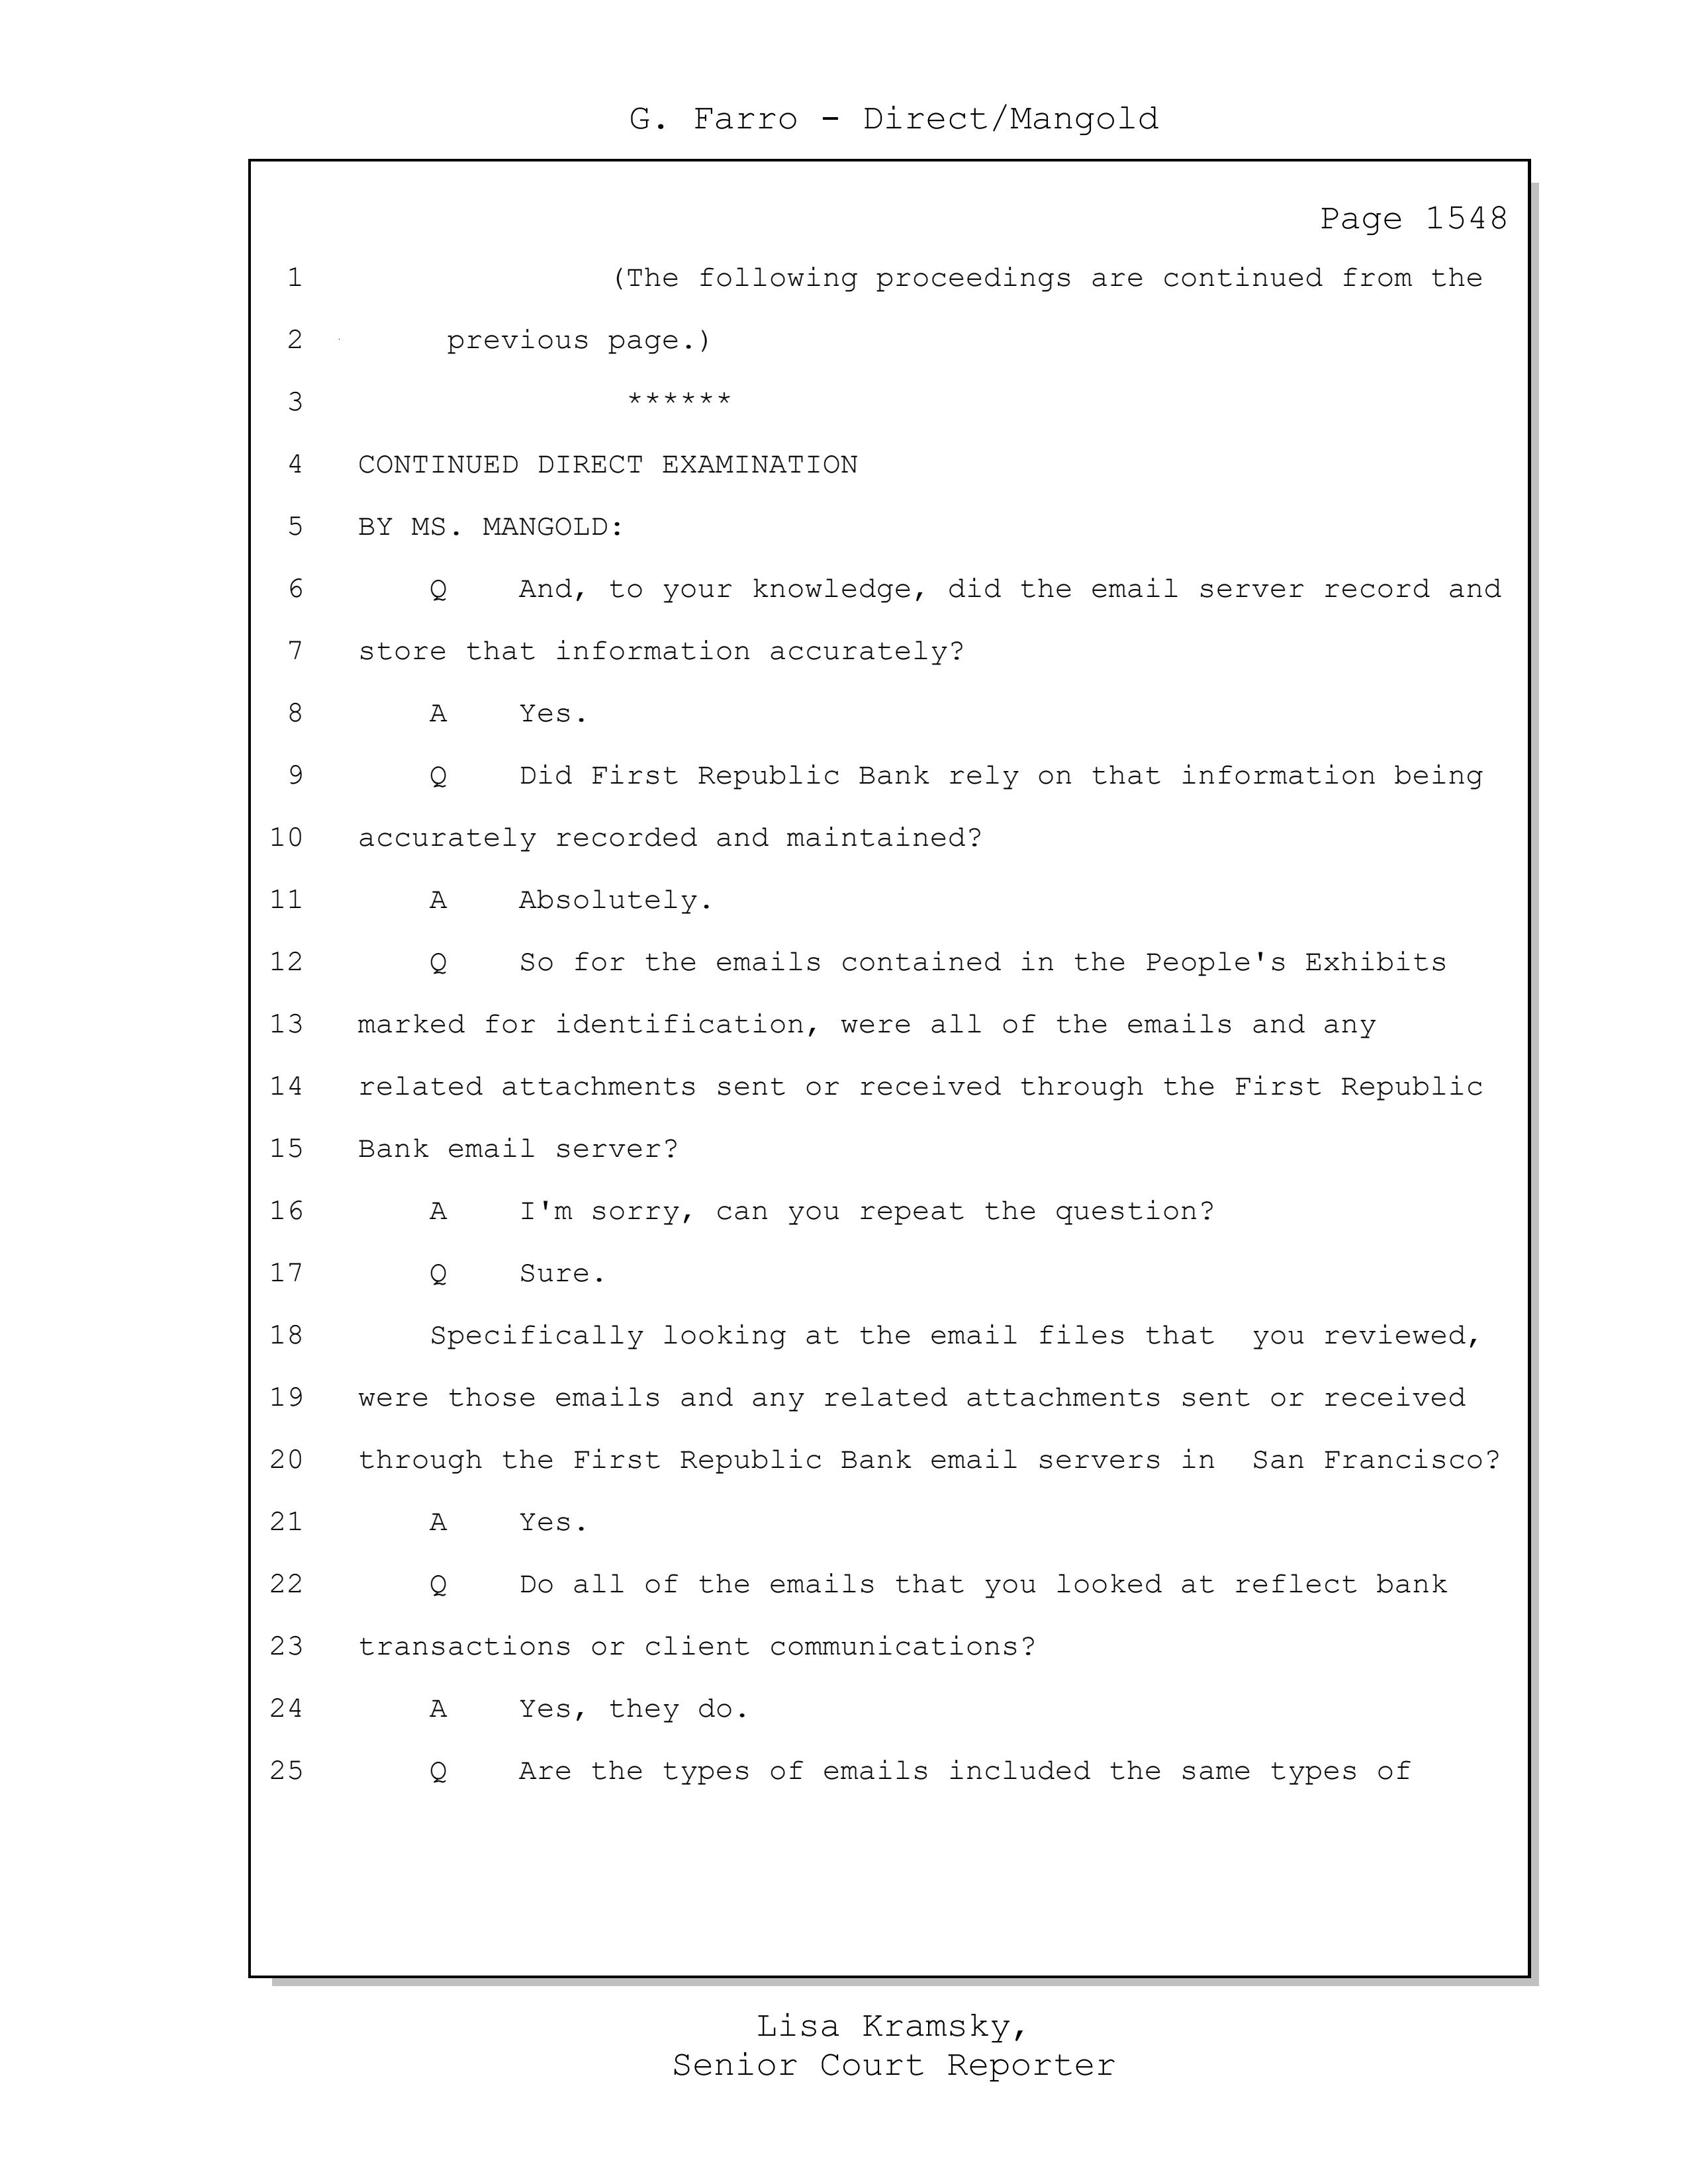 G. Farro - Direct/Mangold
Page 1548
1 (The following proceedings are continued from the
2 previous page.)
3 ******
4 CONTINUED DIRECT EXAMINATION
5 BY MS. MANGOLD:
6 Q And, to your knowledge, did the email server record and
7 store that information accurately?
8 A Yes.
9 Q Did First Republic Bank rely on that information being
10 accurately recorded and maintained?
11 A Absolutely.
12 Q So for the emails contained in the People's Exhibits
13 marked for identification, were all of the emails and any
14 related attachments sent or received through the First Republic
15 Bank email server?
16 A I'm sorry, can you repeat the question?
17 Q Sure.
18 Specifically looking at the email files that  you reviewed,
19 were those emails and any related attachments sent or received
20 through the First Republic Bank email servers in  San Francisco?
21 A Yes.
22 Q Do all of the emails that you looked at reflect bank
23 transactions or client communications?
24 A Yes, they do.
25 Q Are the types of emails included the same types of
Lisa Kramsky,
Senior Court Reporter